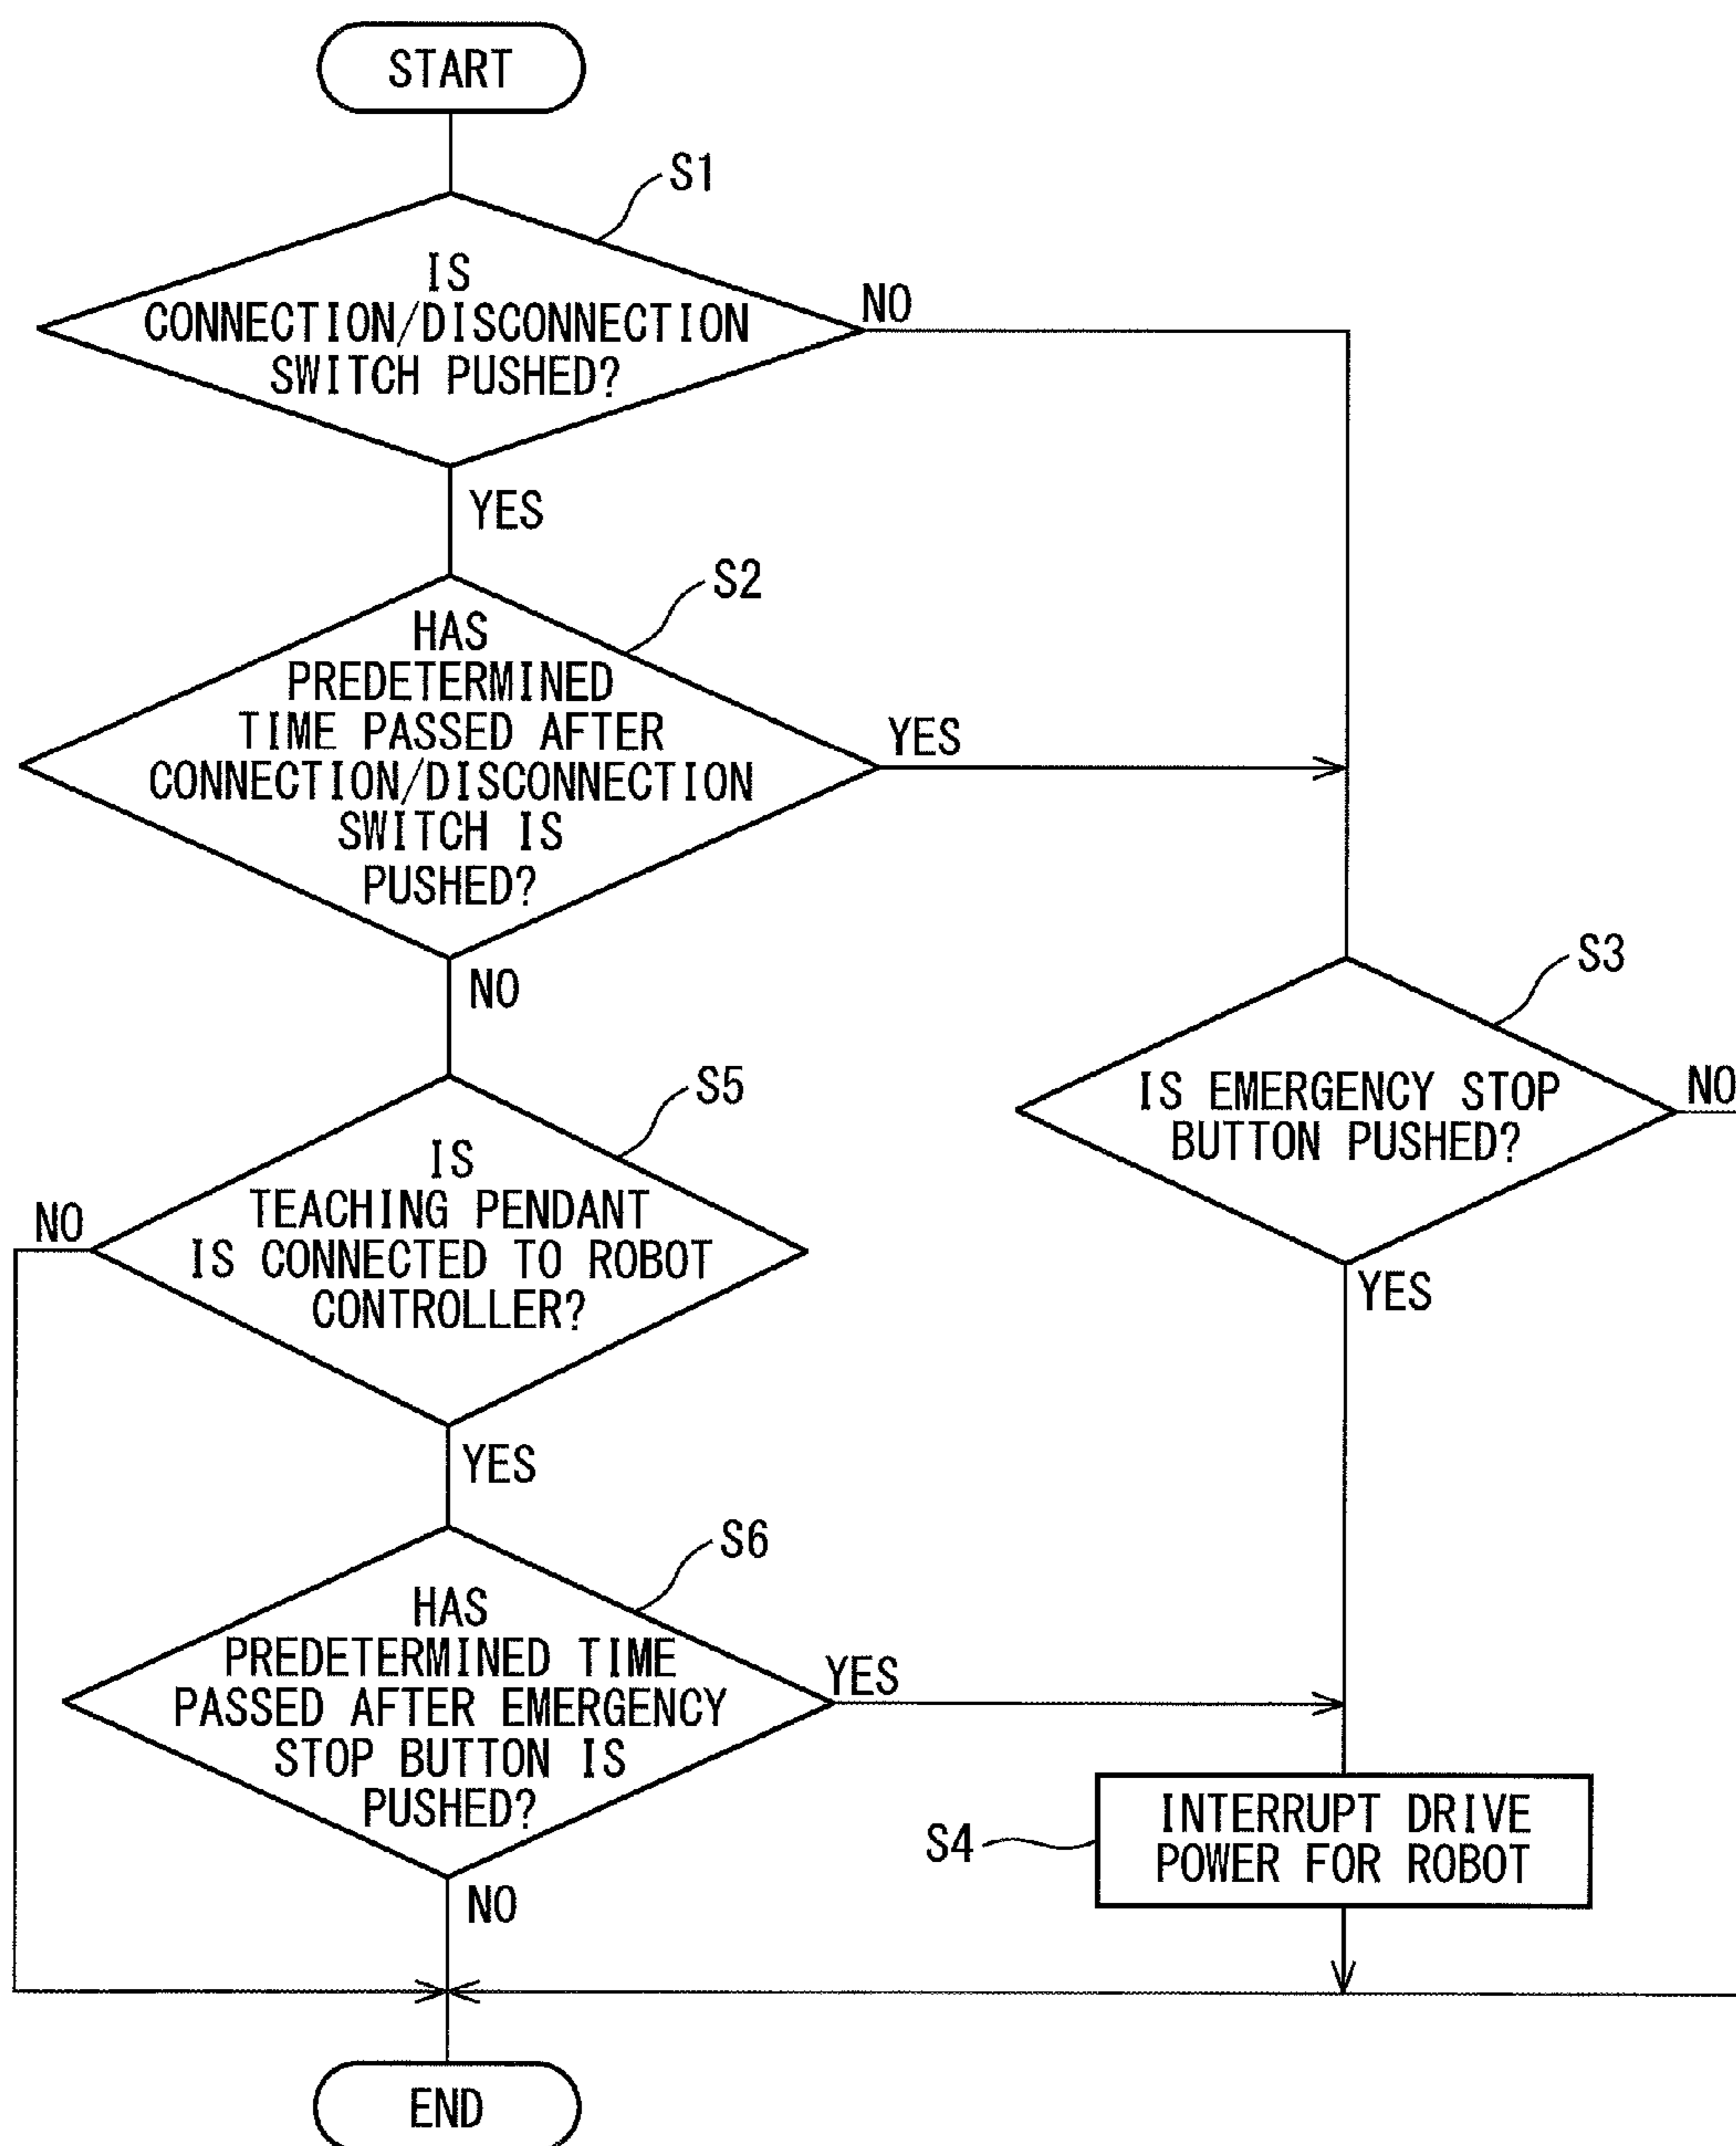 START
S1
IS
CONNECTION/DISCONNECTION
SWITCH PUSHED?
NO
YES
S2
HAS
PREDETERMINED
TIME PASSED AFTER
CONNECTION/DISCONNECTION
SWITCH IS
PUSHED?
YES
NO
S3
IS EMERGENCY STOP
BUTTON PUSHED?
NO
YES
S5
IS
TEACHING PENDANT
IS CONNECTED TO ROBOT
CONTROLLER?
NO
YES
S6
HAS
PREDETERMINED TIME
PASSED AFTER EMERGENCY
STOP BUTTON IS
PUSHED?
YES
NO
S4
INTERRUPT DRIVE
POWER FOR ROBOT
END